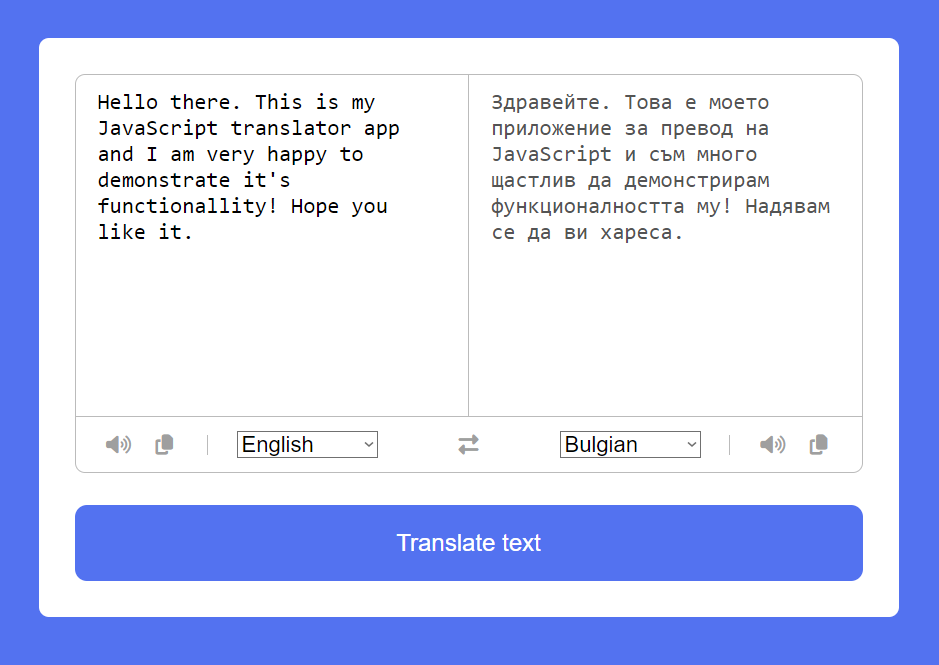 Hello there. This is my
JavaScript translator app
and I am very happy to
demonstrate it's
functionallity! Hope you
like it.
Здравейте. Това е моето
приложение за превод на
JavaScript и съм много
щастлив да демонстрирам
функционалността му! Надявам
се да ви хареса.
English
Bulgian
Translate text